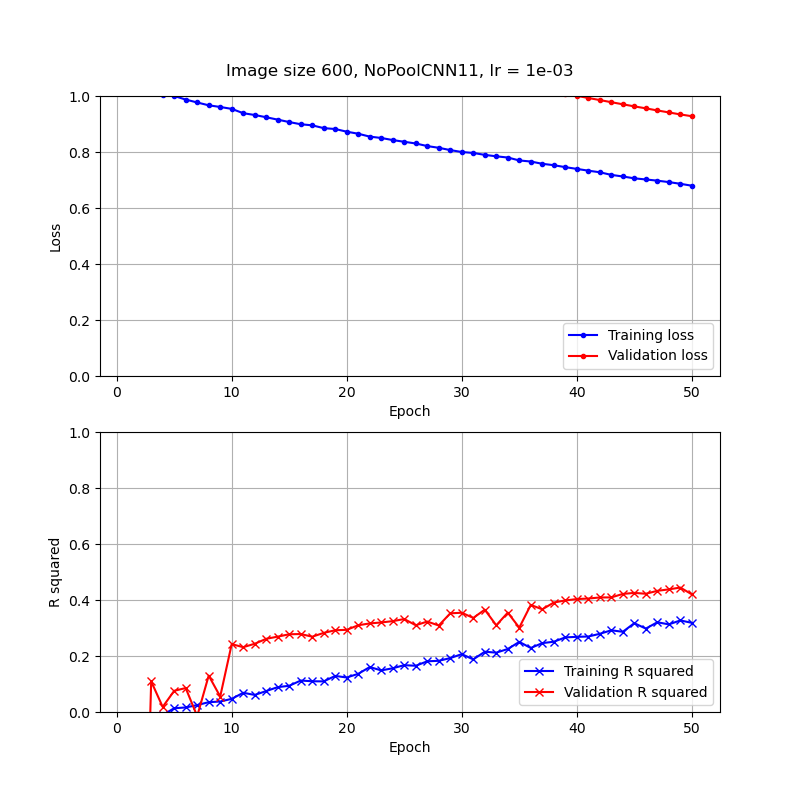 Image size 600, NoPoolCNN11, lr = 1e-03
1.0
0.8
0.6
0.4
0.2
0.0
Loss
Training loss
Validation loss
0 10 20 30 40 50
Epoch
1.0
0.8
0.6
0.4
0.2
0.0
R squared
Training R squared
Validation R squared
0 10 20 30 40 50
Epoch